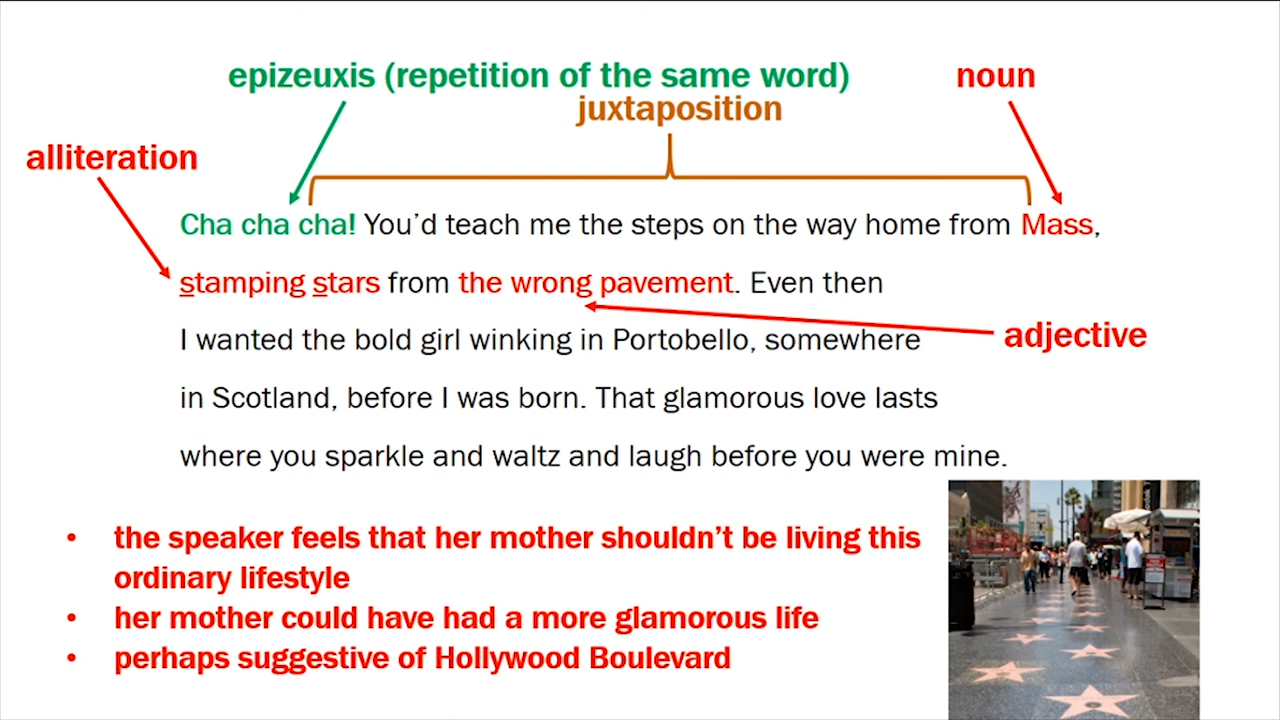 epizeuxis (repetition of the same word)
noun
juxtaposition
alliteration
Cha cha cha! You’d teach me the steps on the way home from Mass,
stamping stars from the wrong pavement. Even then
adjective
I wanted the bold girl winking in Portobello, somewhere
in Scotland, before I was born. That glamorous love lasts
where you sparkle and waltz and laugh before you were mine.
• the speaker feels that her mother shouldn’t be living this
ordinary lifestyle
• her mother could have had a more glamorous life
• perhaps suggestive of Hollywood Boulevard